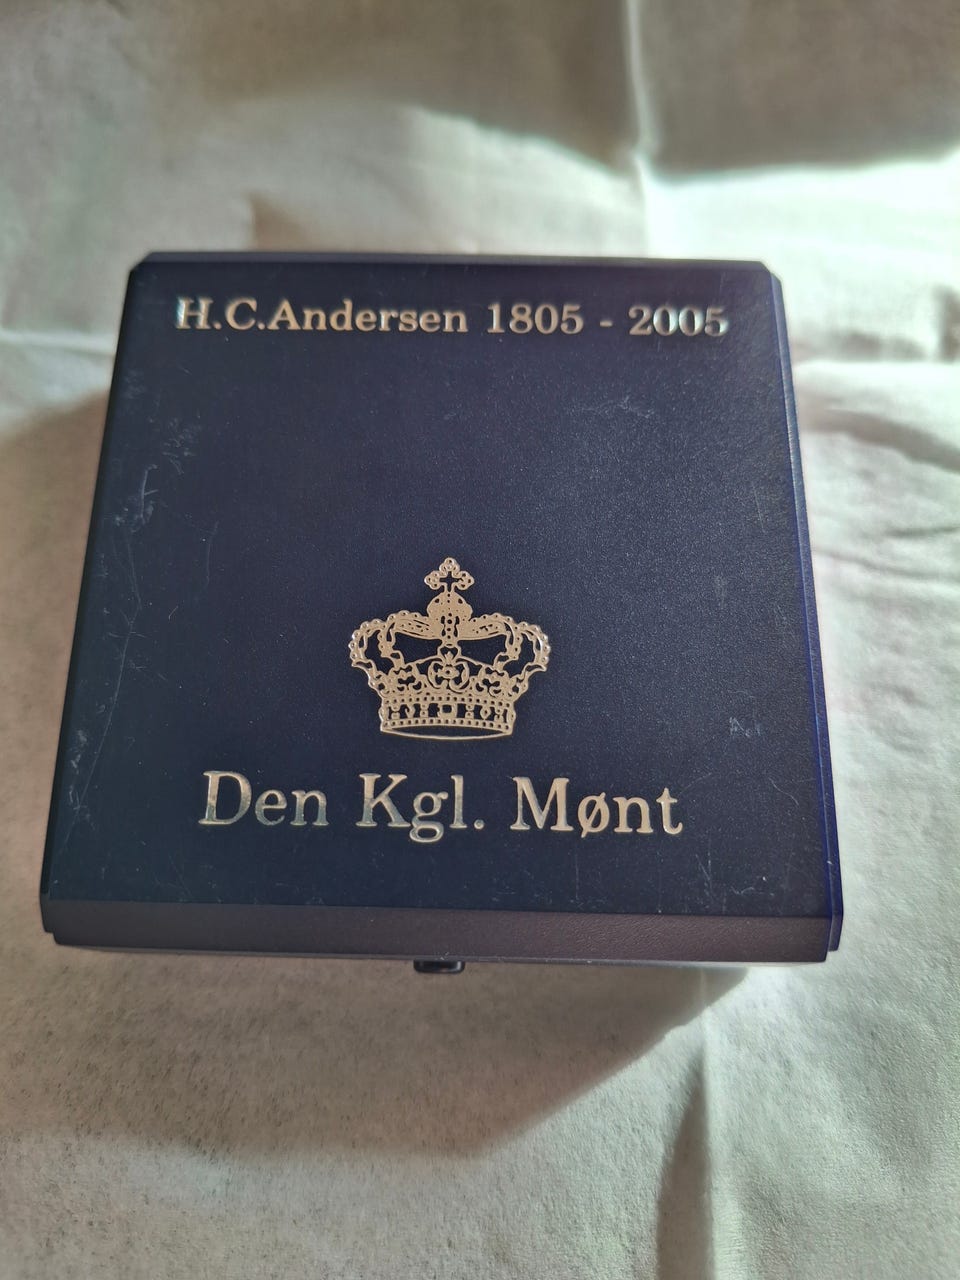 H.C.Andersen 1805 - 2005
Den Kgl. Mønt